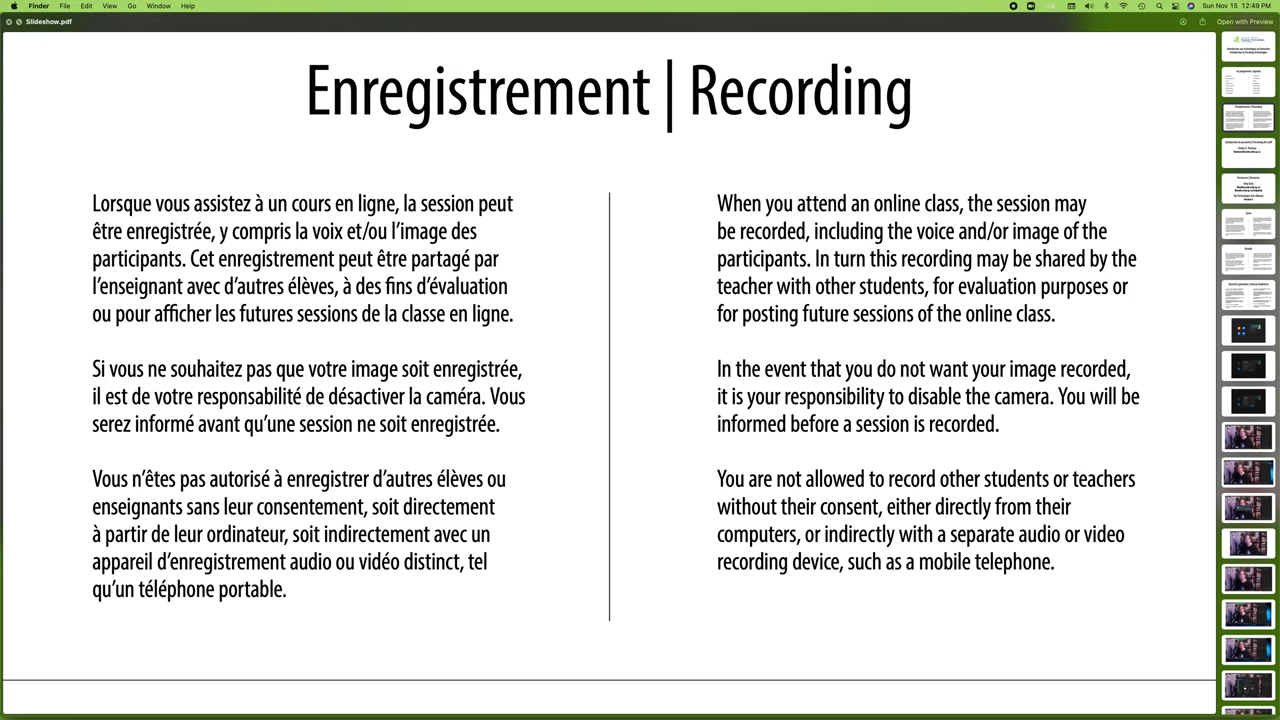 Finder File Edit View Go Window Help
Sun Nov 15 12:49 PM
Slideshow.pdf
Open with Preview
Enregistrement | Recording
Lorsque vous assistez à un cours en ligne, la session peut
être enregistrée, y compris la voix et/ou l’image des
participants. Cet enregistrement peut être partagé par
l’enseignant avec d’autres élèves, à des fins d’évaluation
ou pour afficher les futures sessions de la classe en ligne.
Si vous ne souhaitez pas que votre image soit enregistrée,
il est de votre responsabilité de désactiver la caméra. Vous
serez informé avant qu’une session ne soit enregistrée.
Vous n’êtes pas autorisé à enregistrer d’autres élèves ou
enseignants sans leur consentement, soit directement
à partir de leur ordinateur, soit indirectement avec un
appareil d’enregistrement audio ou vidéo distinct, tel
qu’un téléphone portable.
When you attend an online class, the session may
be recorded, including the voice and/or image of the
participants. In turn this recording may be shared by the
teacher with other students, for evaluation purposes or
for posting future sessions of the online class.
In the event that you do not want your image recorded,
it is your responsibility to disable the camera. You will be
informed before a session is recorded.
You are not allowed to record other students or teachers
without their consent, either directly from their
computers, or indirectly with a separate audio or video
recording device, such as a mobile telephone.